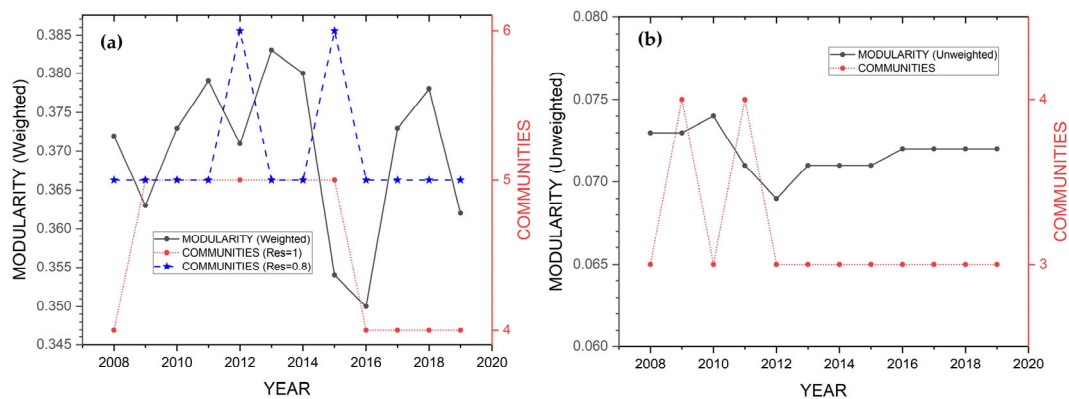 (a)
MODULARITY (Weighted)
0.385
0.380
0.375
0.370
0.365
0.360
0.355
0.350
0.345
MODULARITY (Weighted)
COMMUNITIES (Res=1)
COMMUNITIES (Res=0.8)
6
5
4
COMMUNITIES
2008 2010 2012 2014 2016 2018 2020
YEAR
(b)
MODULARITY (Unweighted)
0.080
0.075
0.070
0.065
0.060
MODULARITY (Unweighted)
COMMUNITIES
4
3
COMMUNITIES
2008 2010 2012 2014 2016 2018 2020
YEAR